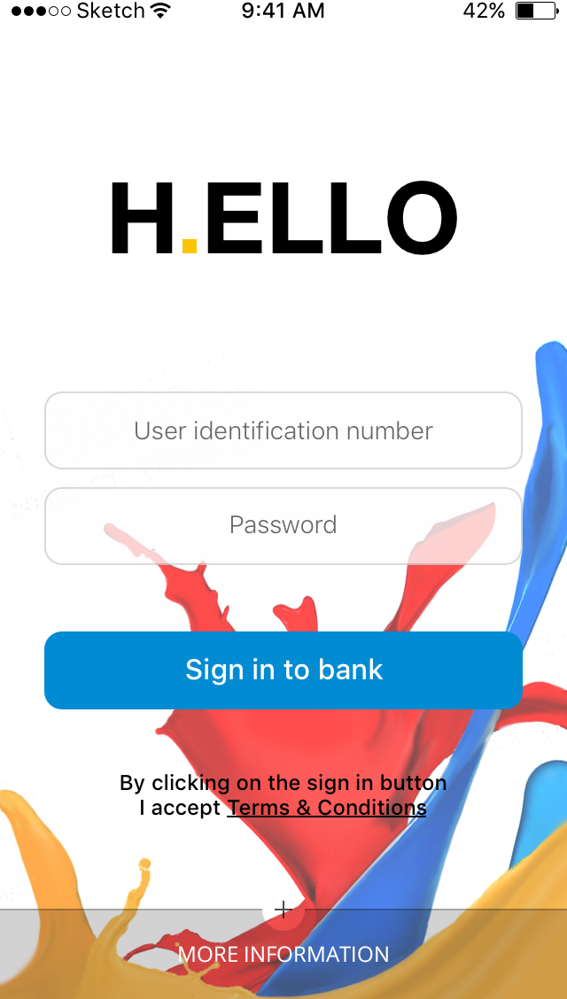 Sketch 9:41 AM 42%
H.ELLO
User identification number
Password
Sign in to bank
By clicking on the sign in button
I accept Terms & Conditions
+
MORE INFORMATION